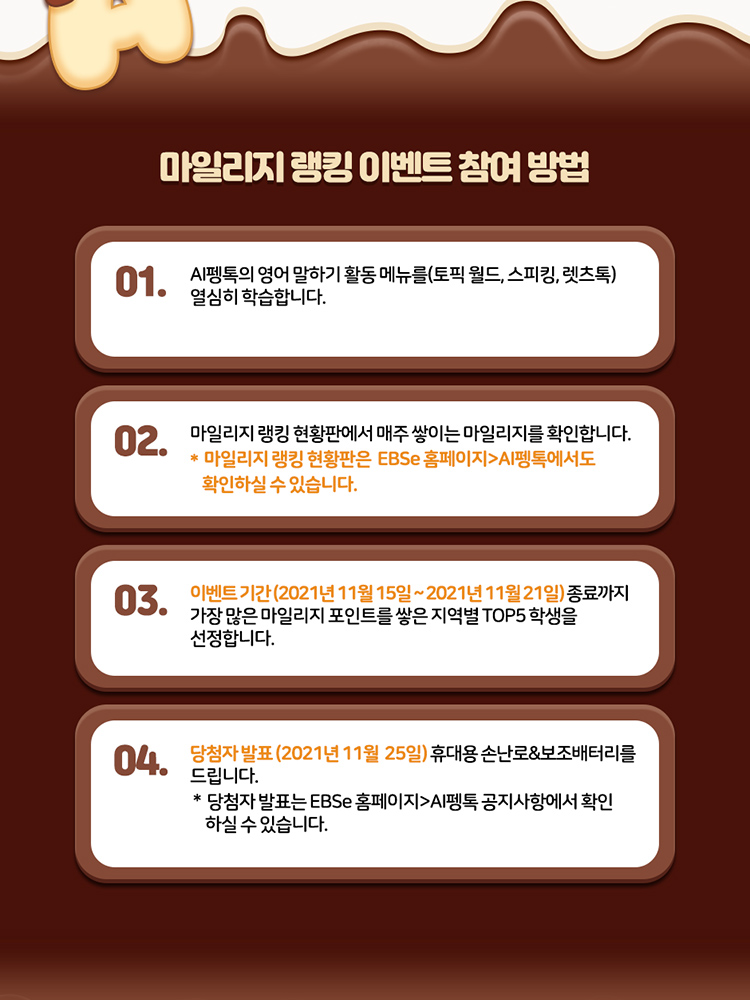 마일리지 랭킹 이벤트 참여 방법
01.
AI펭톡의 영어 말하기 활동 메뉴를(토픽 월드, 스피킹, 렛츠톡)
열심히 학습합니다.
02.
마일리지 랭킹 현황판에서 매주 쌓이는 마일리지를 확인합니다.
* 마일리지 랭킹 현황판은 EBSe 홈페이지>AI펭톡에서도
확인하실 수 있습니다.
03.
이벤트 기간 (2021년 11월 15일 ~ 2021년 11월 21일) 종료까지
가장 많은 마일리지 포인트를 쌓은 지역별 TOP5 학생을
선정합니다.
04.
당첨자 발표 (2021년 11월 25일) 휴대용 손난로&보조배터리를
드립니다.
* 당첨자 발표는 EBSe 홈페이지>AI펭톡 공지사항에서 확인
하실 수 있습니다.